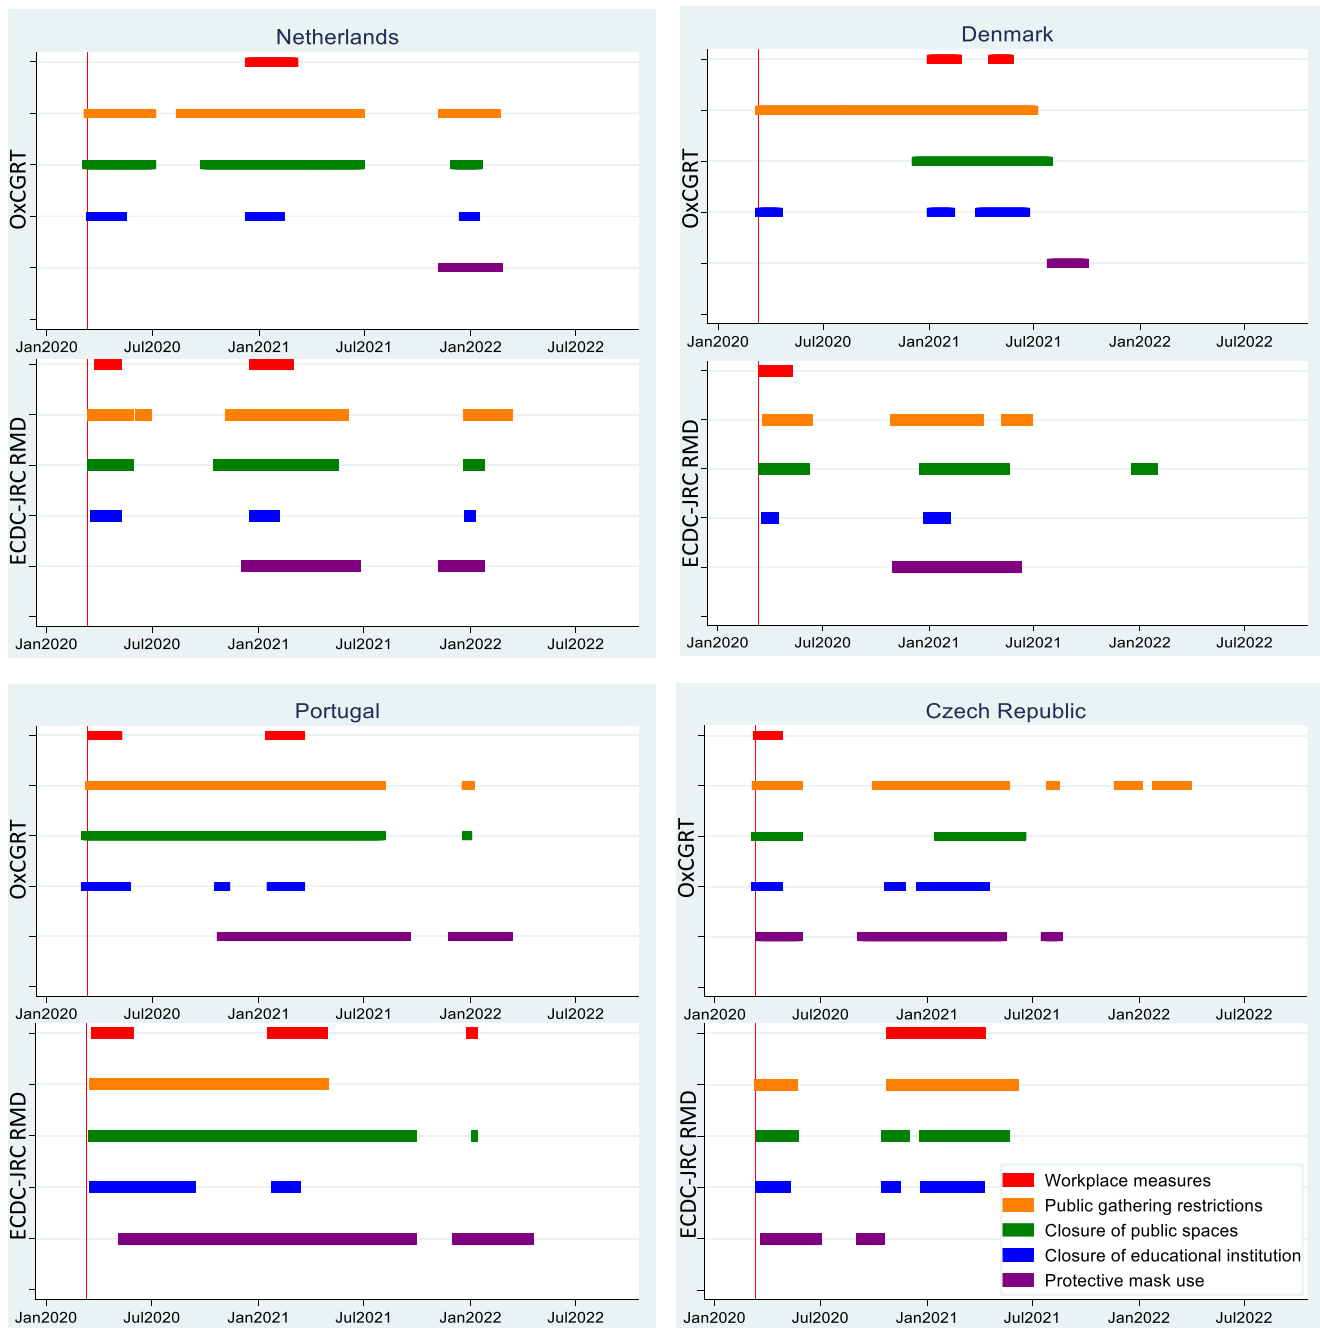 Netherlands
OxCGRT
Jan2020 Jul2020 Jan2021 Jul2021 Jan2022 Jul2022
ECDC-JRC RMD
Jan2020 Jul2020 Jan2021 Jul2021 Jan2022 Jul2022
Denmark
OxCGRT
Jan2020 Jul2020 Jan2021 Jul2021 Jan2022 Jul2022
ECDC-JRC RMD
Jan2020 Jul2020 Jan2021 Jul2021 Jan2022 Jul2022
Portugal
OxCGRT
Jan2020 Jul2020 Jan2021 Jul2021 Jan2022 Jul2022
ECDC-JRC RMD
Jan2020 Jul2020 Jan2021 Jul2021 Jan2022 Jul2022
Czech Republic
OxCGRT
Jan2020 Jul2020 Jan2021 Jul2021 Jan2022 Jul2022
ECDC-JRC RMD
Workplace measures
Public gathering restrictions
Closure of public spaces
Closure of educational institution
Protective mask use
Jan2020 Jul2020 Jan2021 Jul2021 Jan2022 Jul2022